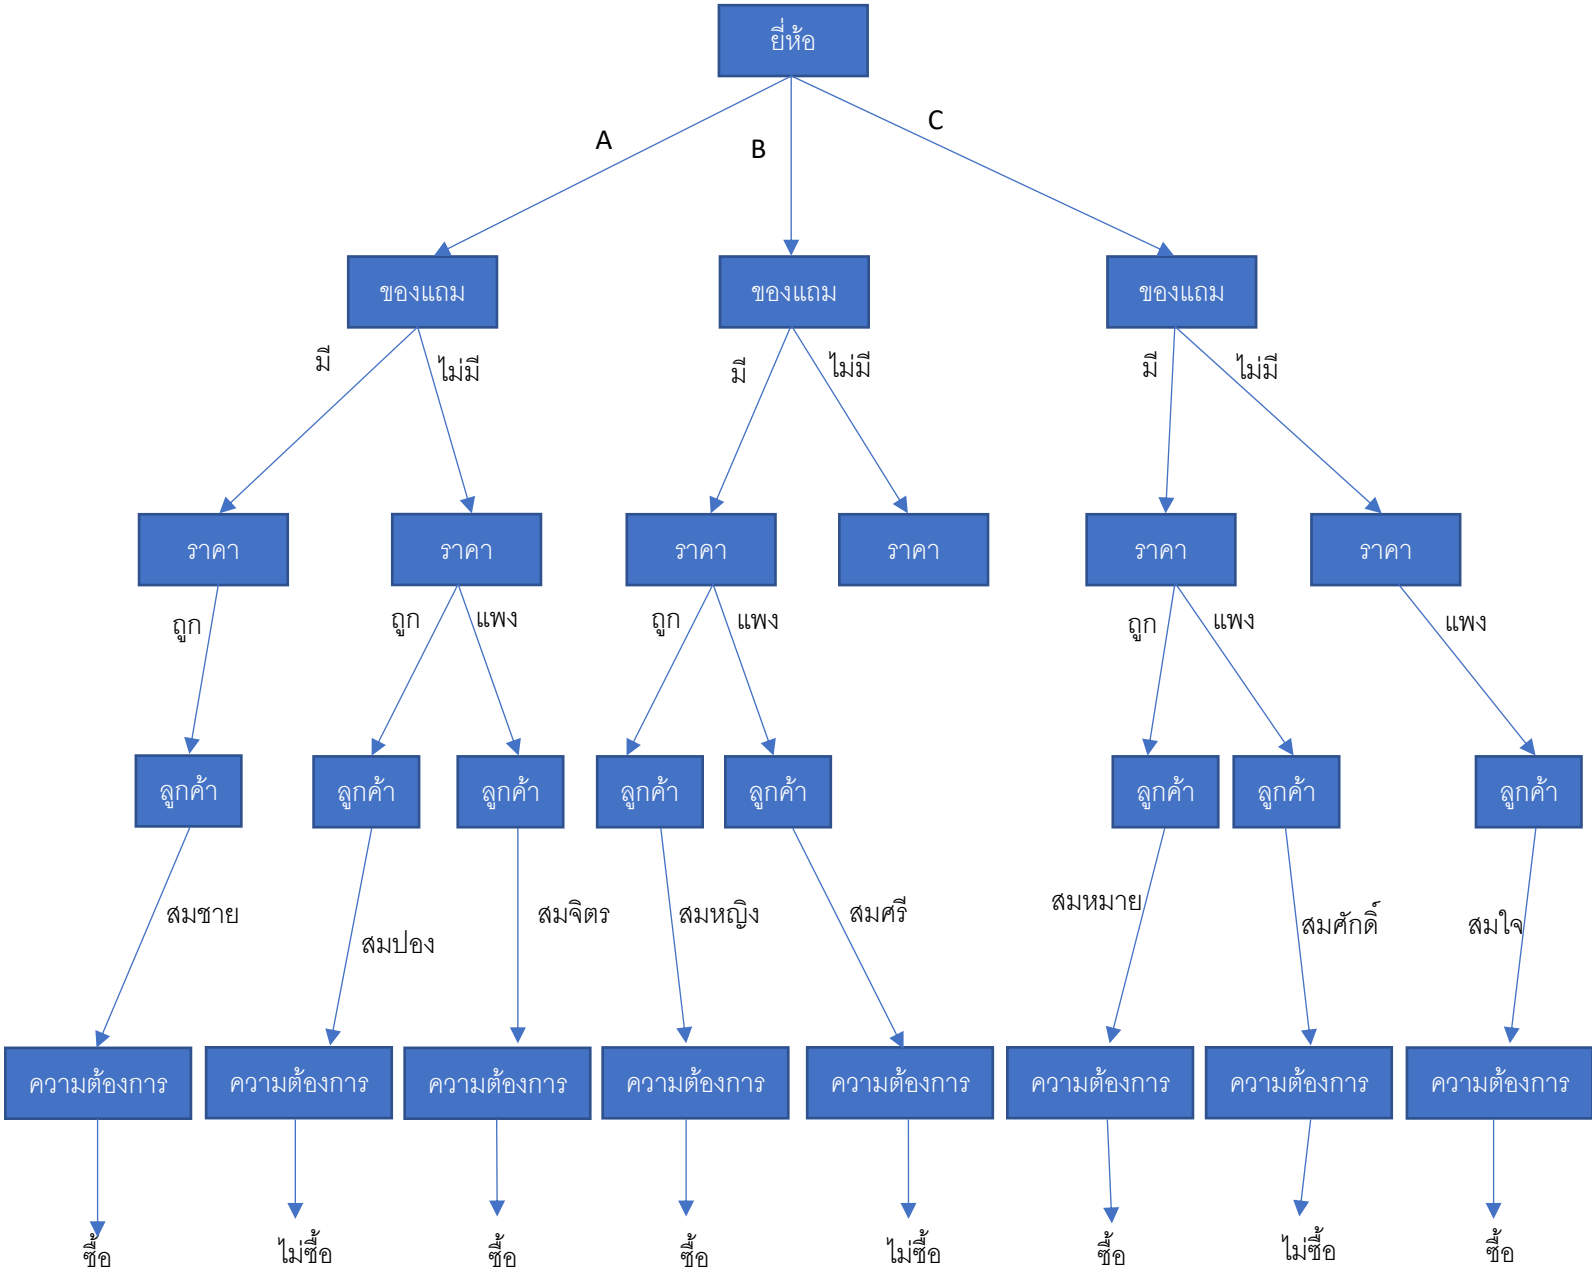 ยี่ห้อ
A
B
C
ของแถม
ของแถม
ของแถม
มี
ไม่มี
มี
ไม่มี
มี
ไม่มี
ราคา
ราคา
ราคา
ราคา
ราคา
ราคา
ถูก
ถูก
แพง
ถูก
แพง
ถูก
แพง
แพง
ลูกค้า
ลูกค้า
ลูกค้า
ลูกค้า
ลูกค้า
ลูกค้า
ลูกค้า
ลูกค้า
สมชาย
สมปอง
สมจิตร
สมหญิง
สมศรี
สมหมาย
สมศักดิ์
สมใจ
ความต้องการ
ความต้องการ
ความต้องการ
ความต้องการ
ความต้องการ
ความต้องการ
ความต้องการ
ความต้องการ
ซื้อ
ไม่ซื้อ
ซื้อ
ซื้อ
ไม่ซื้อ
ซื้อ
ไม่ซื้อ
ซื้อ